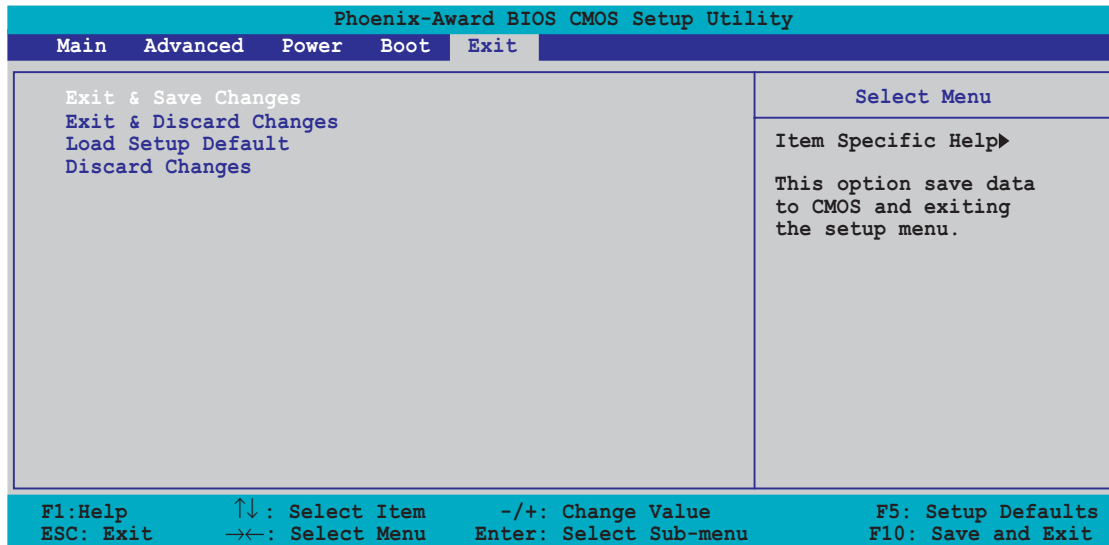 Phoenix-Award BIOS CMOS Setup Utility
Main Advanced Power Boot Exit
Exit & Save Changes
Exit & Discard Changes
Load Setup Default
Discard Changes
Select Menu
Item Specific Help▶
This option save data
to CMOS and exiting
the setup menu.
F1:Help ↑↓: Select Item -/+: Change Value F5: Setup Defaults
ESC: Exit →←: Select Menu Enter: Select Sub-menu F10: Save and Exit